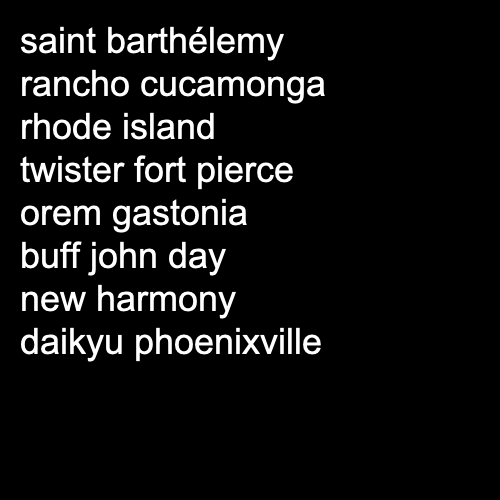 saint barthélemy
rancho cucamonga
rhode island
twister fort pierce
orem gastonia
buff john day
new harmony
daikyu phoenixville